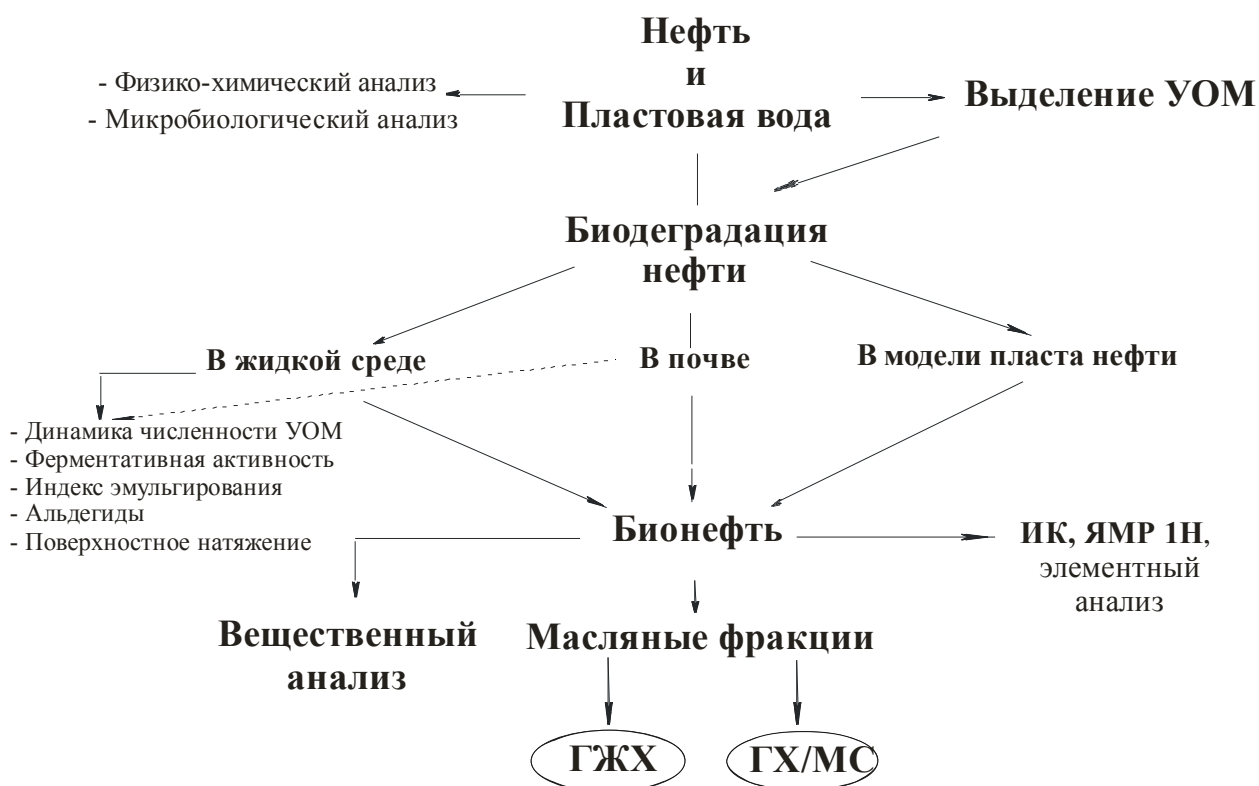 Нефть
и
Пластовая вода
- Физико-химический анализ
- Микробиологический анализ
Выделение УОМ
Биодеградация
нефти
В жидкой среде
В почве
В модели пласта нефти
- Динамика численности УОМ
- Ферментативная активность
- Индекс эмульгирования
- Альдегиды
- Поверхностное натяжение
Бионефть
ИК, ЯМР 1Н,
элементный
анализ
Вещественный
анализ
Масляные фракции
ГЖХ
ГХ/МС